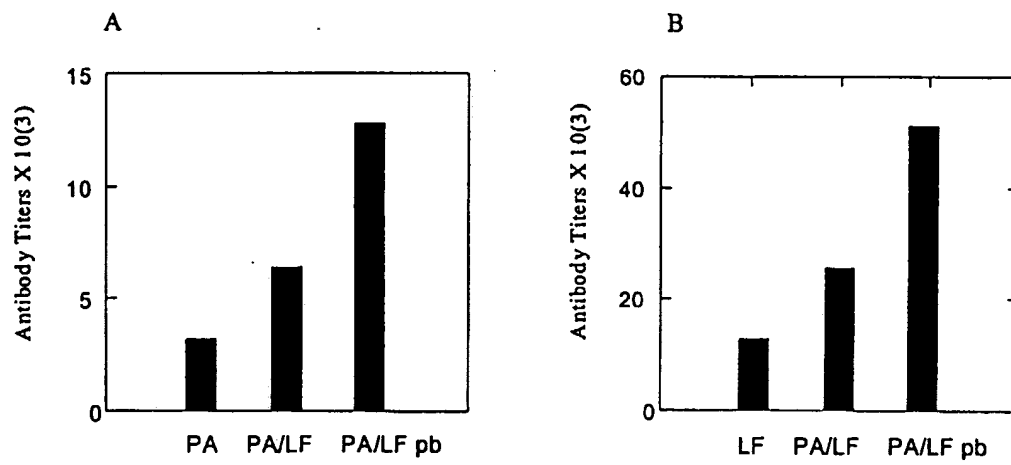 A
Antibody Titers X 10(3)
15
10
5
0
PA PA/LF PA/LF pb
B
Antibody Titers X 10(3)
60
40
20
0
LF PA/LF PA/LF pb